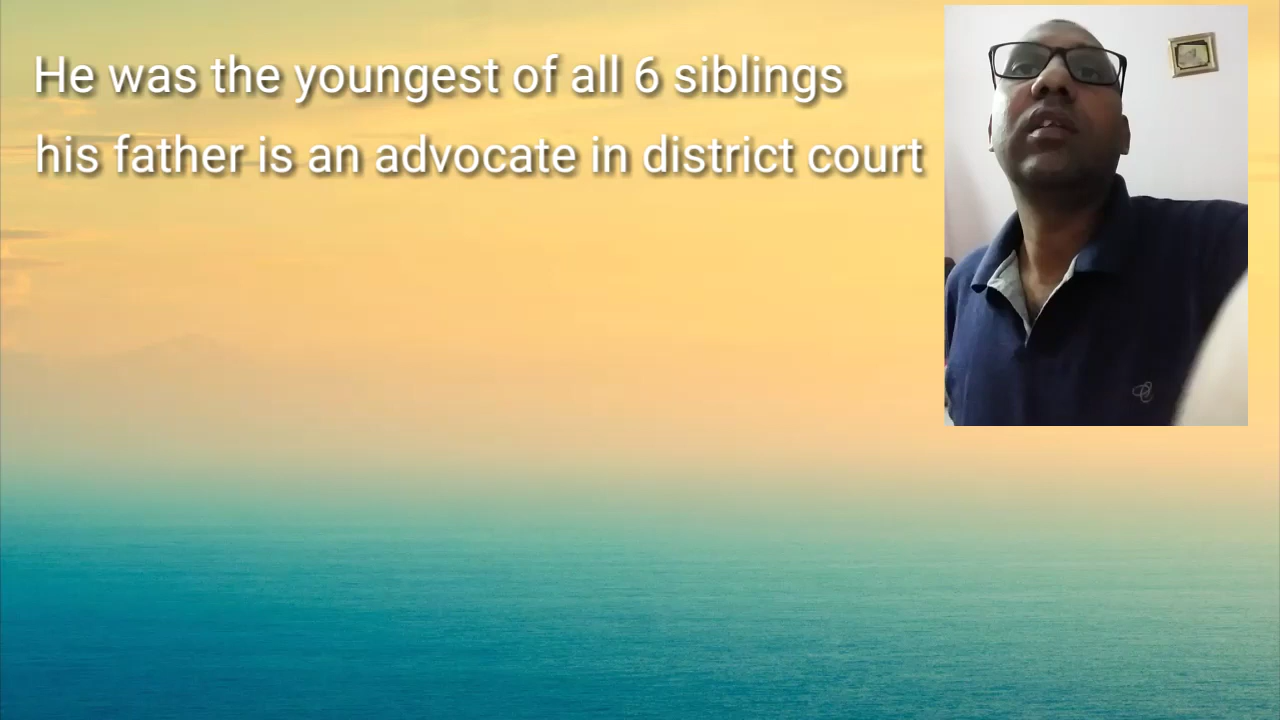 He was the youngest of all 6 siblings
his father is an advocate in district court